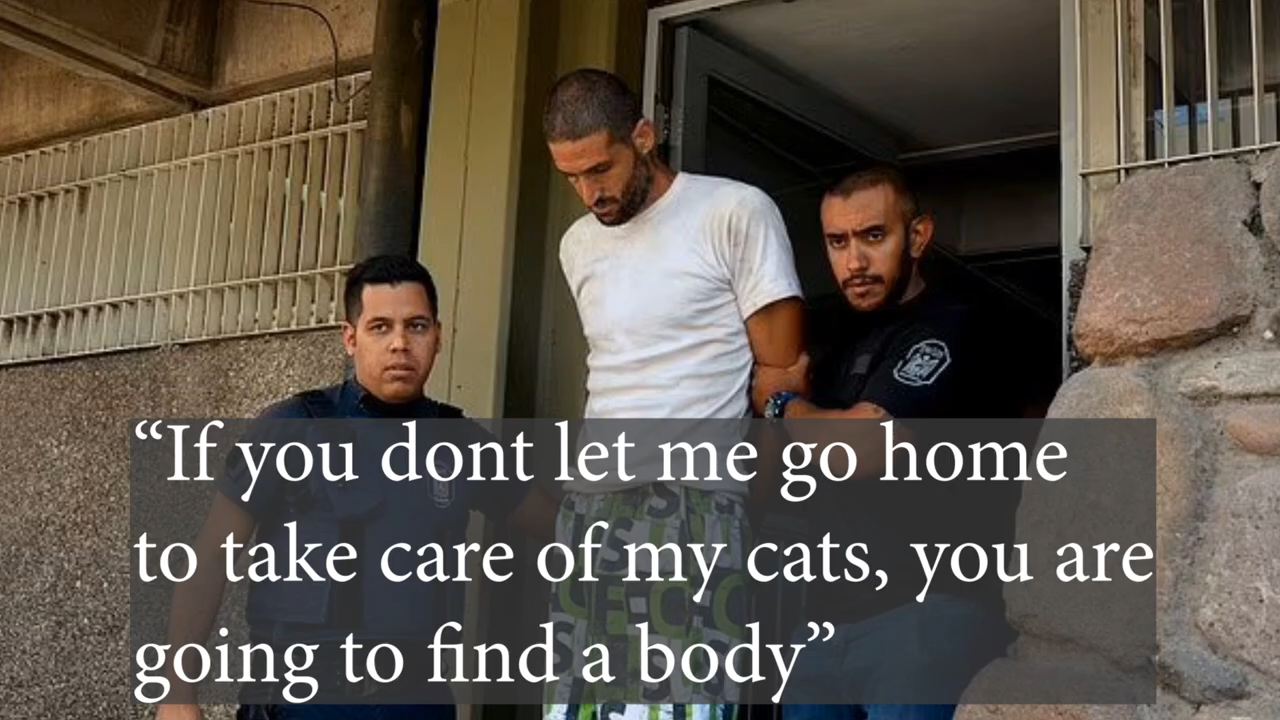 “If you dont let me go home
to take care of my cats, you are
going to find a body”